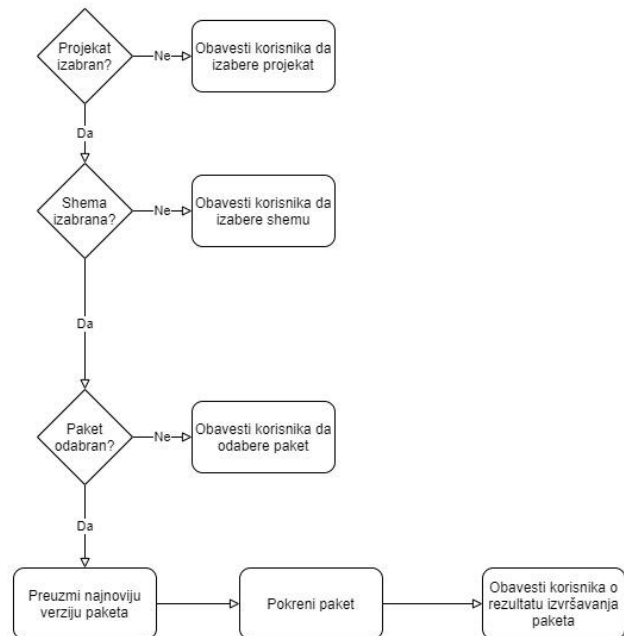 Projekat
izabran?
Ne
Obavesti korisnika da
izabere projekat
Da
Shema
izabrana?
Ne
Obavesti korisnika da
izabere shemu
Da
Paket
odabran?
Ne
Obavesti korisnika da
odabere paket
Da
Preuzmi najnoviju
verziju paketa
Pokreni paket
Obavesti korisnika o
rezultatu izvršavanja
paketa